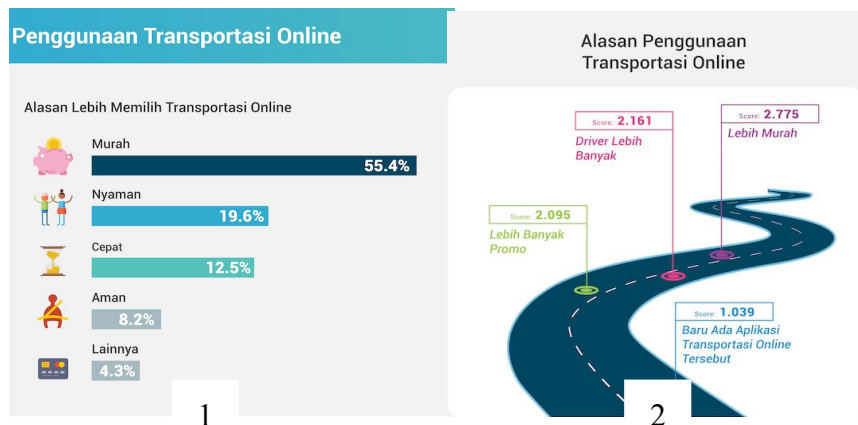 Penggunaan Transportasi Online
Alasan Lebih Memilih Transportasi Online
Murah
55.4%
Nyaman
19.6%
Cepat
12.5%
Aman
8.2%
Lainnya
4.3%
1
Alasan Penggunaan
Transportasi Online
Score: 2.775
Lebih Murah
Score: 2.161
Driver Lebih
Banyak
Score: 2.095
Lebih Banyak
Promo
Score: 1.039
Baru Ada Aplikasi
Transportasi Online
Tersebut
2